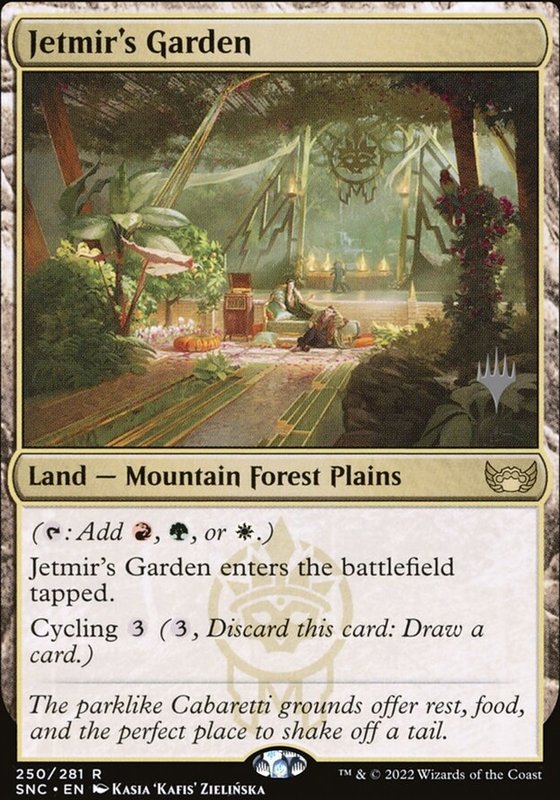 Jetmir's Garden
Land — Mountain Forest Plains
(: Add , , or .)
Jetmir's Garden enters the battlefield
tapped.
Cycling 3 (3, Discard this card: Draw a
card.)
The parklike Cabaretti grounds offer rest, food,
and the perfect place to shake off a tail.
250/281 R
SNC • EN Kasia 'Kafis' Zielińska
™ & © 2022 Wizards of the Coast